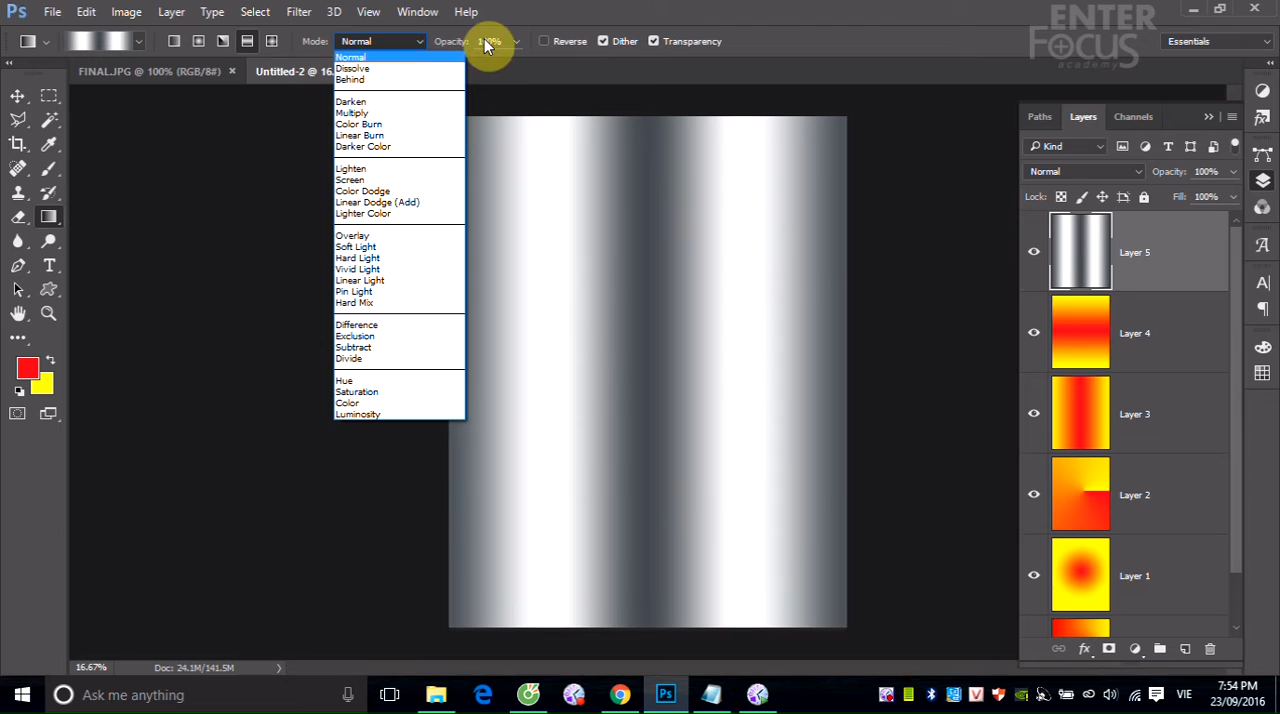 Ps File Edit Image Layer Type Select Filter 3D View Window Help
ENTER
FOCUS
academy
Mode: Normal Opacity: 100% Reverse Dither Transparency Essentials
FINAL.JPG @ 100% (RGB/8#) × Untitled-2 @ 16.
Normal
Dissolve
Behind
Darken
Multiply
Color Burn
Linear Burn
Darker Color
Lighten
Screen
Color Dodge
Linear Dodge (Add)
Lighter Color
Overlay
Soft Light
Hard Light
Vivid Light
Linear Light
Pin Light
Hard Mix
Difference
Exclusion
Subtract
Divide
Hue
Saturation
Color
Luminosity
Paths Layers Channels
Kind
Normal Opacity: 100%
Lock: Fill: 100%
Layer 5
Layer 4
Layer 3
Layer 2
Layer 1
16.67% Doc: 24.1M/141.5M
Ask me anything
Ps
VIE
7:54 PM
23/09/2016